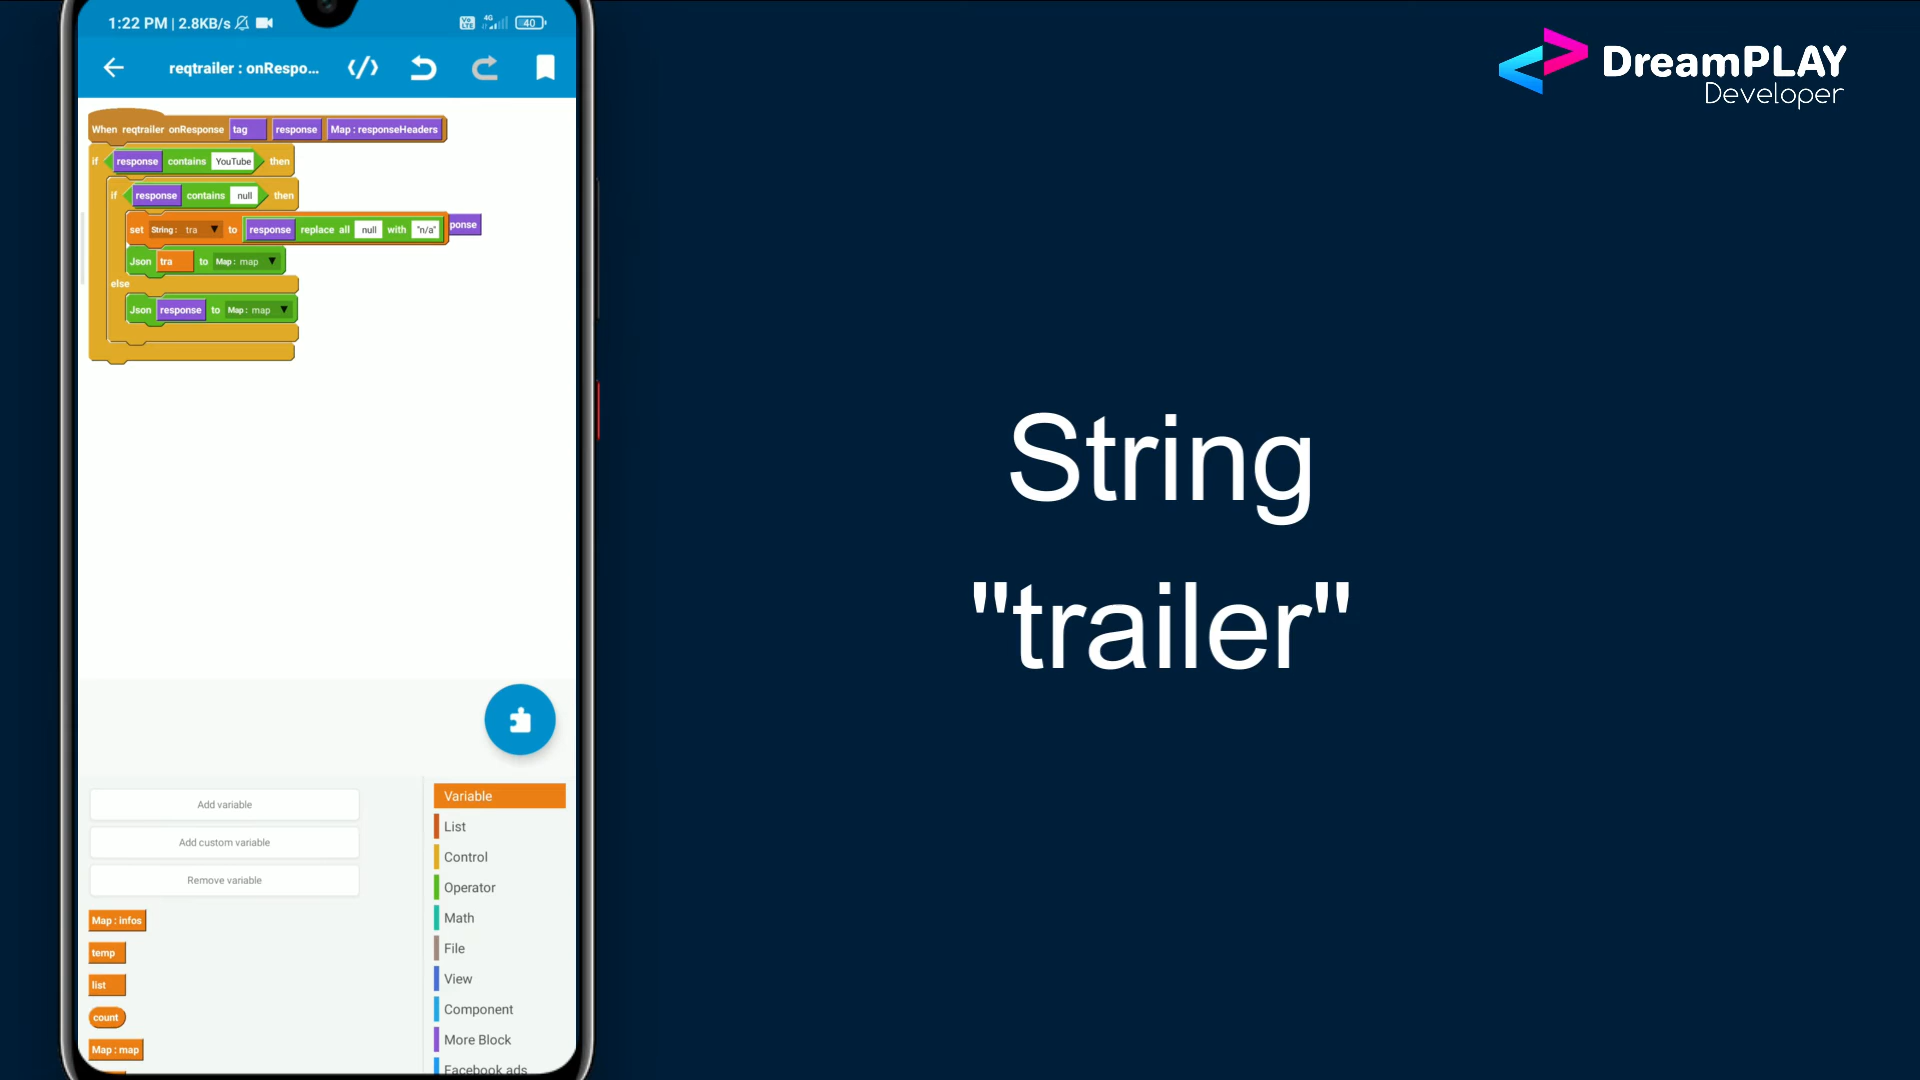 1:22 PM | 2.8KB/s 4G 40
reqtrailer : onRespo...
DreamPLAY
Developer
When reqtrailer onResponse tag response Map : responseHeaders
if response contains YouTube then
if response contains null then
set String : tra to response replace all null with "n/a" ponse
Json tra to Map : map
else
Json response to Map : map
String
"trailer"
Add variable
Add custom variable
Remove variable
Map : infos
temp
list
count
Map : map
Variable
List
Control
Operator
Math
File
View
Component
More Block
Facebook ads